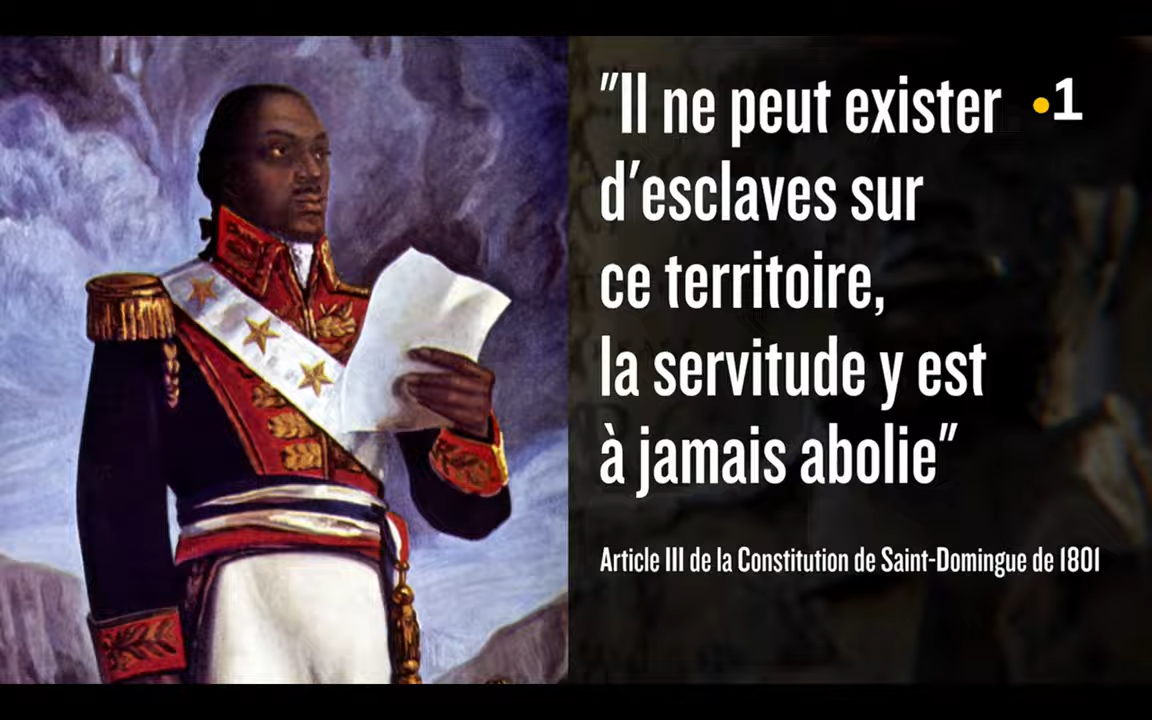 "Il ne peut exister
•1
d'esclaves sur
ce territoire,
la servitude y est
à jamais abolie"
Article III de la Constitution de Saint-Domingue de 1801